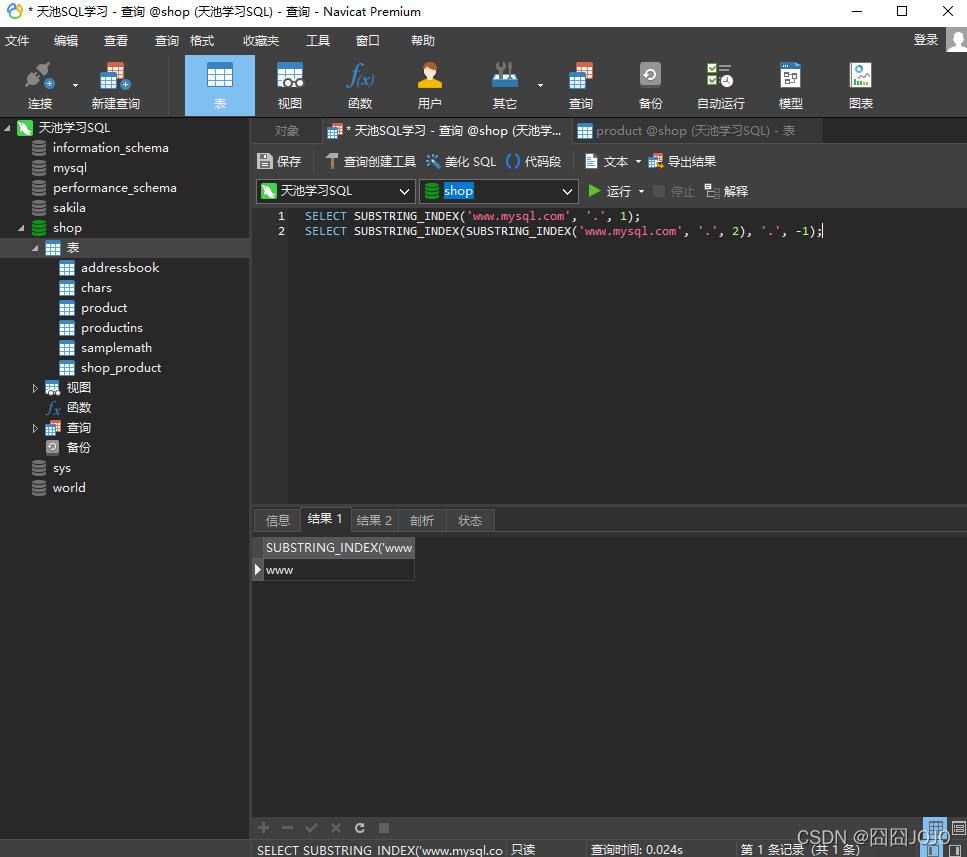 * 天池SQL学习 - 查询 @shop (天池学习SQL) - 查询 - Navicat Premium
文件 编辑 查看 查询 格式 收藏夹 工具 窗口 帮助 登录
连接 新建查询 表 视图 函数 用户 其它 查询 备份 自动运行 模型 图表
天池学习SQL
information_schema
mysql
performance_schema
sakila
shop
表
addressbook
chars
product
productins
samplemath
shop_product
视图
函数
查询
备份
sys
world
对象 * 天池SQL学习 - 查询 @shop (天池学... product @shop (天池学习SQL) - 表
保存 查询创建工具 美化 SQL () 代码段 文本 导出结果
天池学习SQL shop 运行 停止 解释
1 SELECT SUBSTRING_INDEX('www.mysql.com', '.', 1);
2 SELECT SUBSTRING_INDEX(SUBSTRING_INDEX('www.mysql.com', '.', 2), '.', -1);
信息 结果 1 结果 2 剖析 状态
SUBSTRING_INDEX('www
www
SELECT SUBSTRING_INDEX('www.mysql.co 只读 查询时间: 0.024s 第 1 条记录 (共 1 条)
CSDN @囧囧JOJO